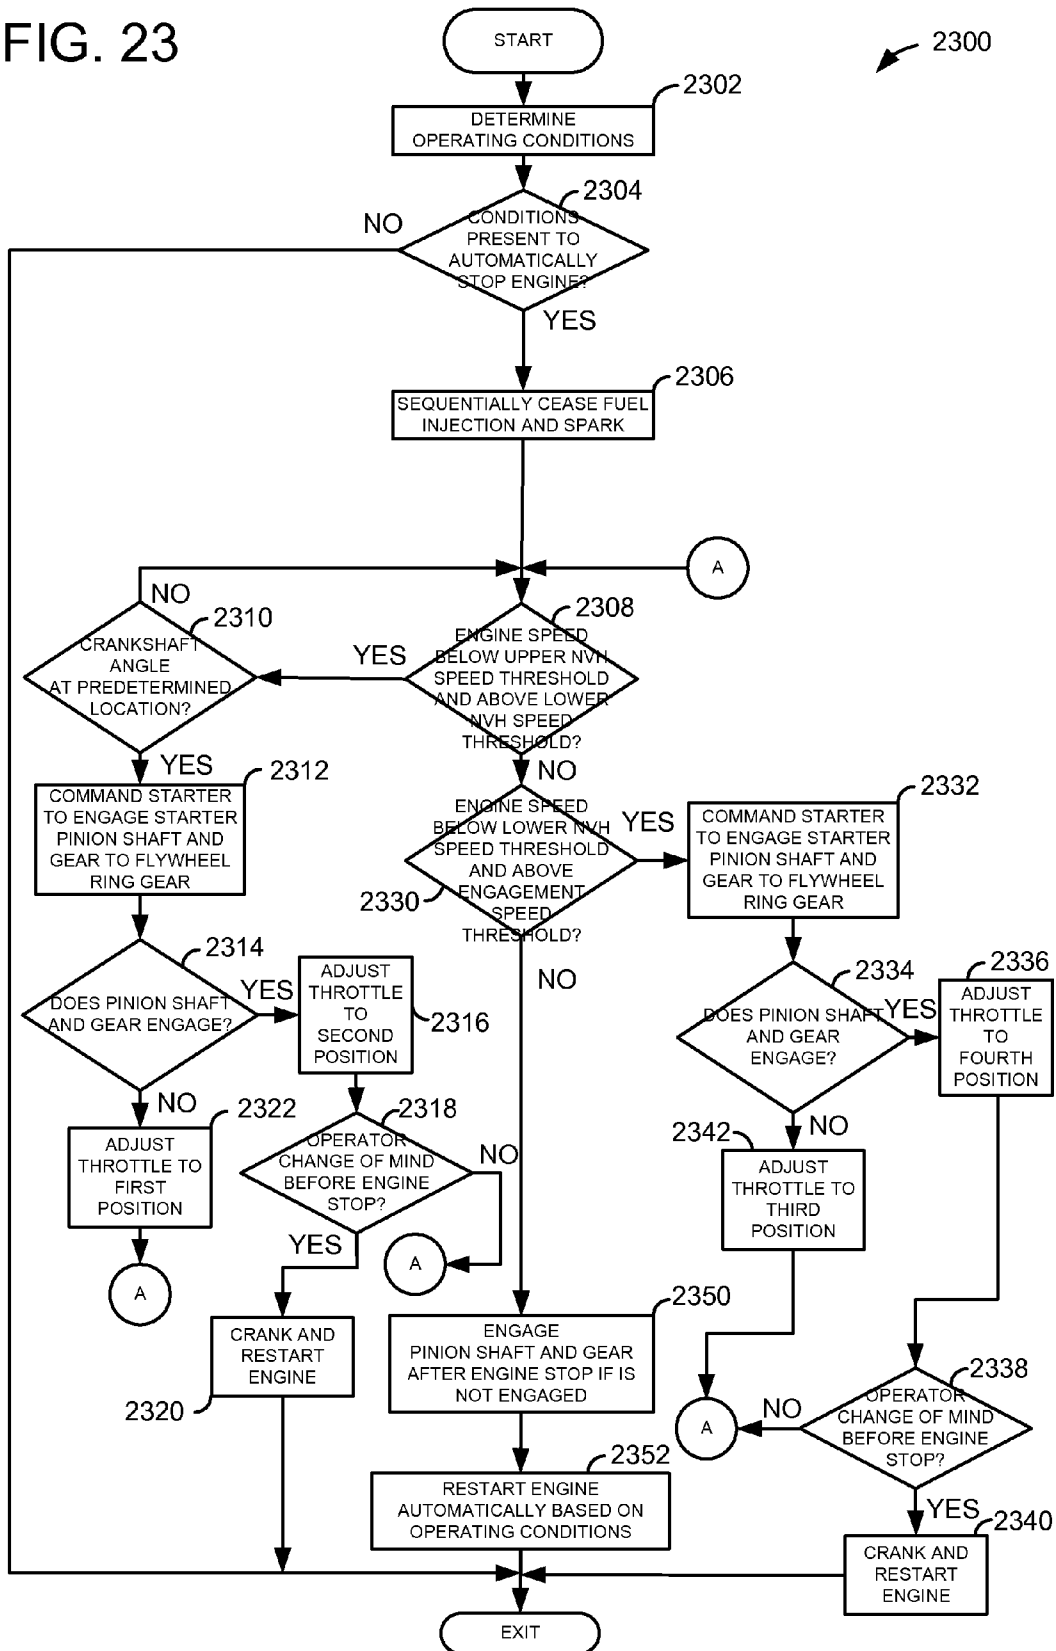 FIG. 23
START
2300
2302
DETERMINE
OPERATING CONDITIONS
2304
NO
CONDITIONS
PRESENT TO
AUTOMATICALLY
STOP ENGINE?
YES
2306
SEQUENTIALLY CEASE FUEL
INJECTION AND SPARK
A
NO
2310
CRANKSHAFT
ANGLE
AT PREDETERMINED
LOCATION?
YES
2308
ENGINE SPEED
BELOW UPPER NVH
SPEED THRESHOLD
AND ABOVE LOWER
NVH SPEED
THRESHOLD?
YES
2312
COMMAND STARTER
TO ENGAGE STARTER
PINION SHAFT AND
GEAR TO FLYWHEEL
RING GEAR
NO
ENGINE SPEED
BELOW LOWER NVH
SPEED THRESHOLD
AND ABOVE
ENGAGEMENT
SPEED
THRESHOLD?
2330
YES
2332
COMMAND STARTER
TO ENGAGE STARTER
PINION SHAFT AND
GEAR TO FLYWHEEL
RING GEAR
2314
DOES PINION SHAFT
AND GEAR ENGAGE?
YES
ADJUST
THROTTLE
TO
SECOND
POSITION
2316
NO
2334
DOES PINION SHAFT
AND GEAR
ENGAGE?
YES
2336
ADJUST
THROTTLE
TO
FOURTH
POSITION
NO
2322
ADJUST
THROTTLE TO
FIRST
POSITION
A
2318
OPERATOR
CHANGE OF MIND
BEFORE ENGINE
STOP?
NO
YES
A
NO
2342
ADJUST
THROTTLE TO
THIRD
POSITION
CRANK AND
RESTART
ENGINE
2320
2350
ENGAGE
PINION SHAFT AND GEAR
AFTER ENGINE STOP IF IS
NOT ENGAGED
A
NO
2338
OPERATOR
CHANGE OF MIND
BEFORE ENGINE
STOP?
2352
RESTART ENGINE
AUTOMATICALLY BASED ON
OPERATING CONDITIONS
YES
2340
CRANK AND
RESTART
ENGINE
EXIT